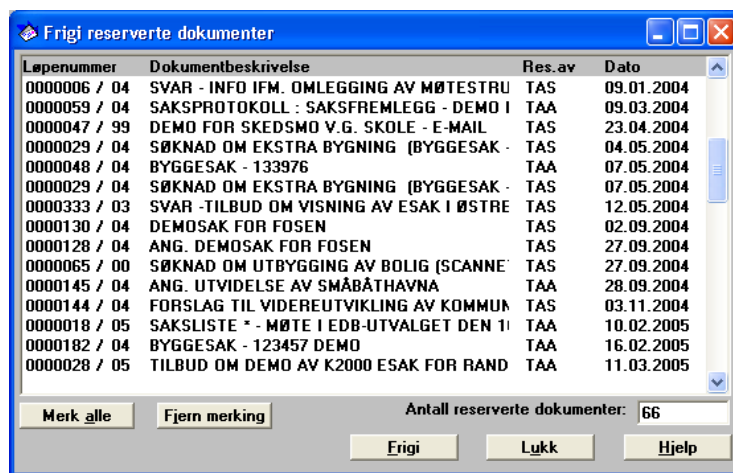 Frigi reserverte dokumenter
Løpenummer Dokumentbeskrivelse Res.av Dato
0000006 / 04 SVAR - INFO IFM. OMLEGGING AV MØTESTRU TAS 09.01.2004
0000059 / 04 SAKSPROTOKOLL : SAKSFREMLEGG - DEMO I TAA 09.03.2004
0000047 / 99 DEMO FOR SKEDSMO V.G. SKOLE - E-MAIL TAS 23.04.2004
0000029 / 04 SØKNAD OM EKSTRA BYGNING (BYGGESAK - TAS 04.05.2004
0000048 / 04 BYGGESAK - 133976 TAA 07.05.2004
0000029 / 04 SØKNAD OM EKSTRA BYGNING (BYGGESAK - TAS 07.05.2004
0000333 / 03 SVAR -TILBUD OM VISNING AV ESAK I ØSTRE TAS 12.05.2004
0000130 / 04 DEMOSAK FOR FOSEN TAS 02.09.2004
0000128 / 04 ANG. DEMOSAK FOR FOSEN TAS 27.09.2004
0000065 / 00 SØKNAD OM UTBYGGING AV BOLIG (SCANNE TAS 27.09.2004
0000145 / 04 ANG. UTVIDELSE AV SMÅBÅTHAVNA TAA 28.09.2004
0000144 / 04 FORSLAG TIL VIDEREUTVIKLING AV KOMMUN TAS 03.11.2004
0000018 / 05 SAKSLISTE * - MØTE I EDB-UTVALGET DEN 1 TAA 10.02.2005
0000182 / 04 BYGGESAK - 123457 DEMO TAA 16.02.2005
0000028 / 05 TILBUD OM DEMO AV K2000 ESAK FOR RAND TAA 11.03.2005
Merk alle Fjern merking Antall reserverte dokumenter: 66
Frigi Lukk Hjelp